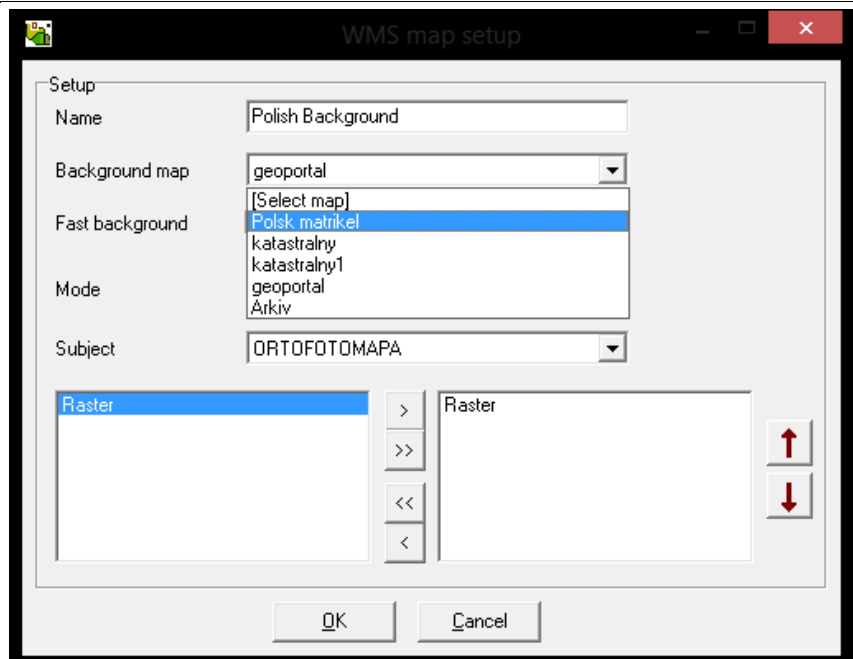 WMS map setup
Setup
Name
Polish Background
Background map
geoportal
[Select map]
Fast background
Polsk matrikel
katastralny
katastralny1
Mode
geoportal
Arkiv
Subject
ORTOFOTOMAPA
Raster
>
Raster
>>
<<
<
OK
Cancel